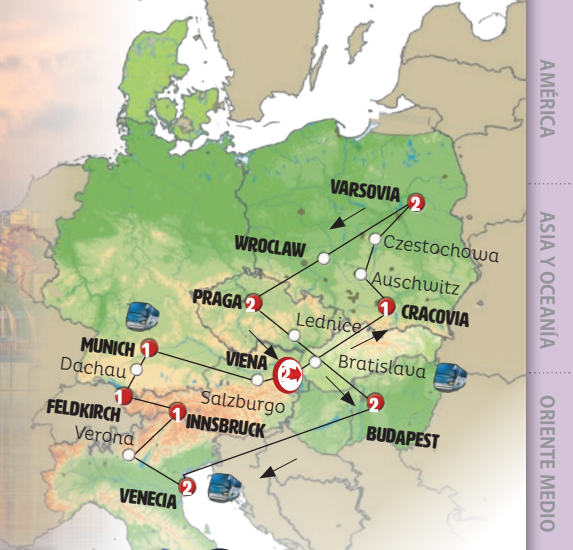 VARSOVIA
2
WROCLAW
Czestochowa
Auschwitz
PRAGA
2
1
CRACOVIA
Lednice
MUNICH
1
VIENA
2
Bratislava
Dachau
Salzburgo
1
FELDKIRCH
1
INNSBRUCK
2
BUDAPEST
Verona
VENECIA
2
AMÉRICA
ASIA Y OCEANÍA
ORIENTE MEDIO